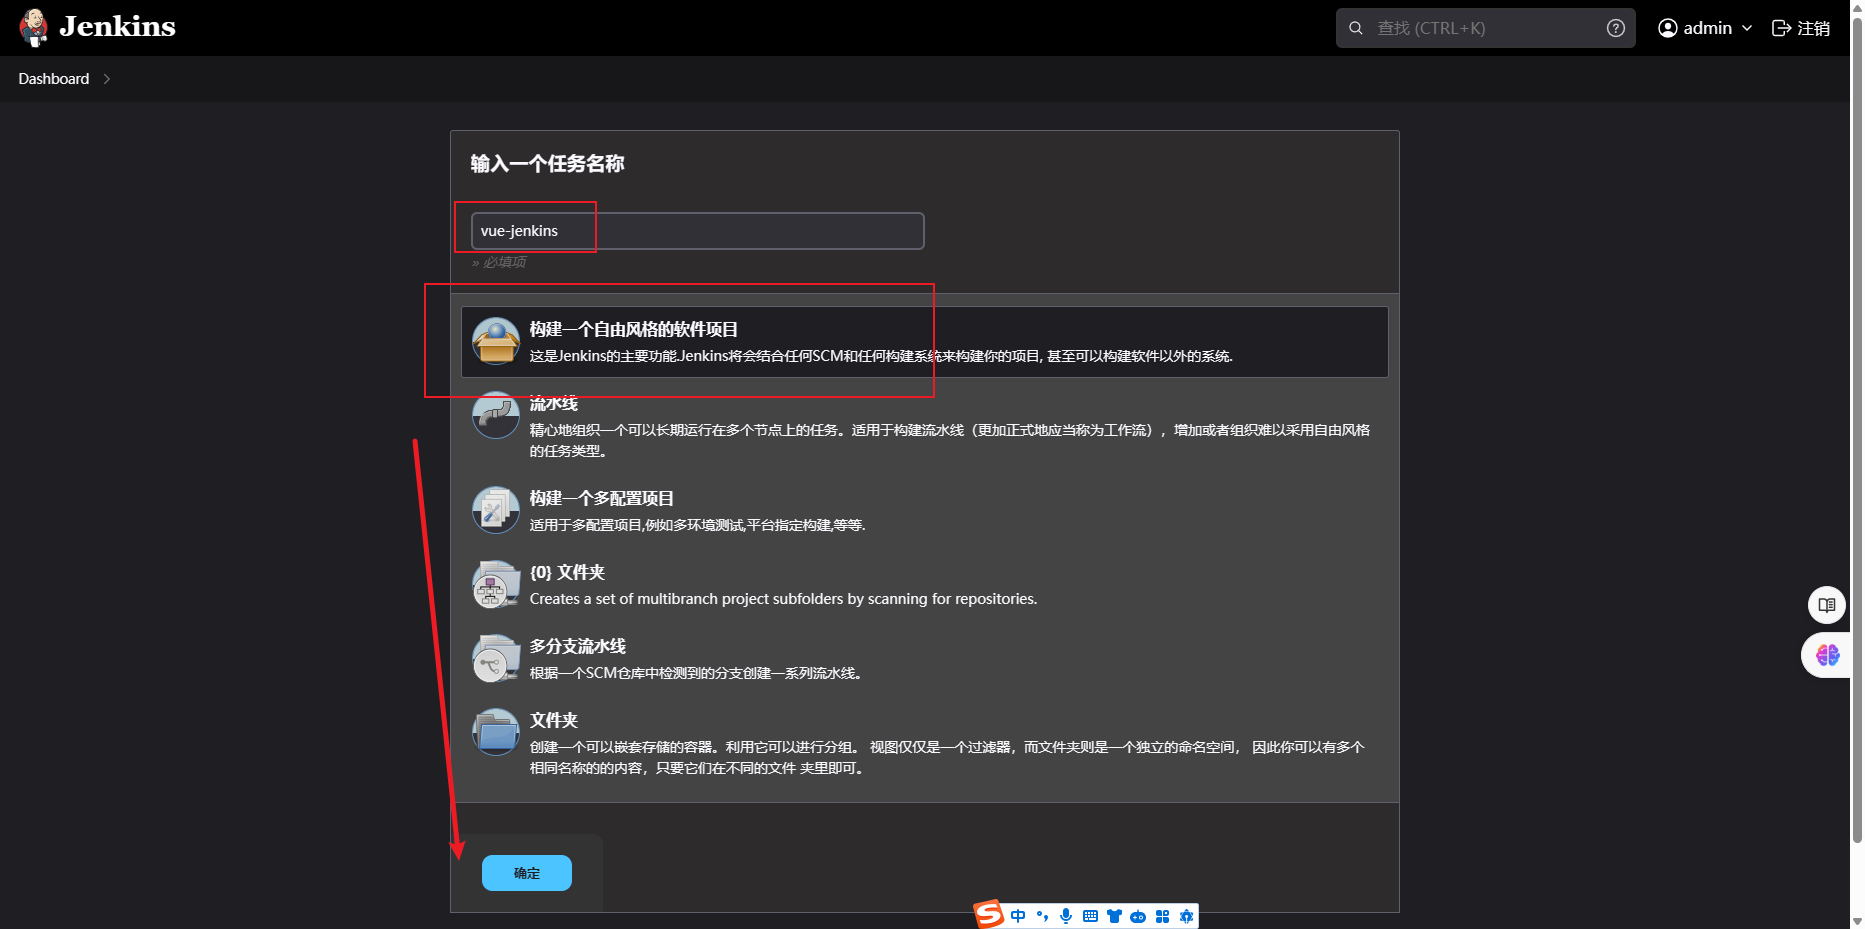 Jenkins
查找 (CTRL+K)
admin
注销
Dashboard
输入一个任务名称
vue-jenkins
» 必填项
构建一个自由风格的软件项目
这是Jenkins的主要功能.Jenkins将会结合任何SCM和任何构建系统来构建你的项目, 甚至可以构建软件以外的系统.
流水线
精心地组织一个可以长期运行在多个节点上的任务。适用于构建流水线（更加正式地应当称为工作流），增加或者组织难以采用自由风格
的任务类型。
构建一个多配置项目
适用于多配置项目,例如多环境测试,平台指定构建,等等.
{0} 文件夹
Creates a set of multibranch project subfolders by scanning for repositories.
多分支流水线
根据一个SCM仓库中检测到的分支创建一系列流水线。
文件夹
创建一个可以嵌套存储的容器。利用它可以进行分组。 视图仅仅是一个过滤器，而文件夹则是一个独立的命名空间， 因此你可以有多个
相同名称的的内容，只要它们在不同的文件 夹里即可。
确定
中